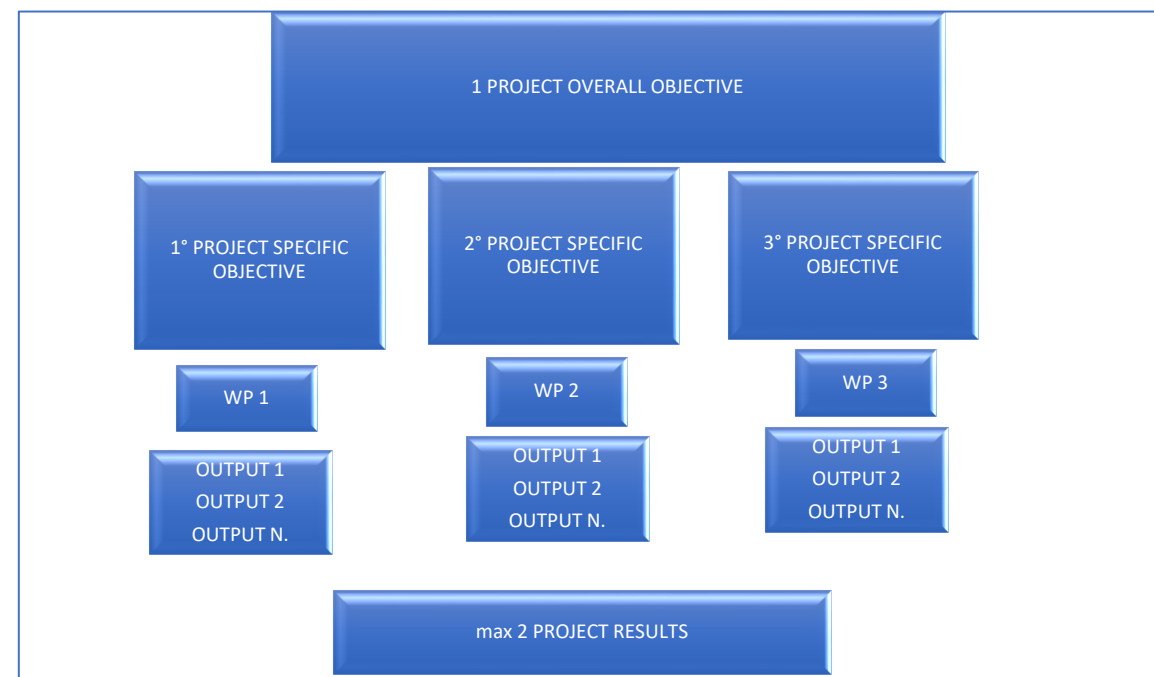 1 PROJECT OVERALL OBJECTIVE
1° PROJECT SPECIFIC
OBJECTIVE
2° PROJECT SPECIFIC
OBJECTIVE
3° PROJECT SPECIFIC
OBJECTIVE
WP 1
WP 2
WP 3
OUTPUT 1
OUTPUT 2
OUTPUT N.
OUTPUT 1
OUTPUT 2
OUTPUT N.
OUTPUT 1
OUTPUT 2
OUTPUT N.
max 2 PROJECT RESULTS